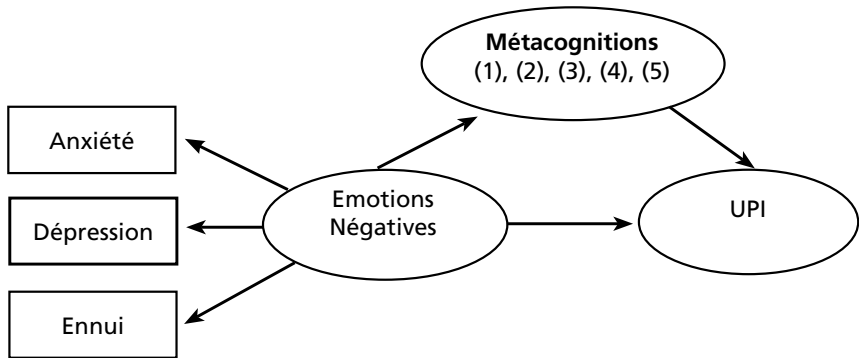 Métacognitions
(1), (2), (3), (4), (5)
Anxiété
Dépression
Ennui
Emotions
Négatives
UPI